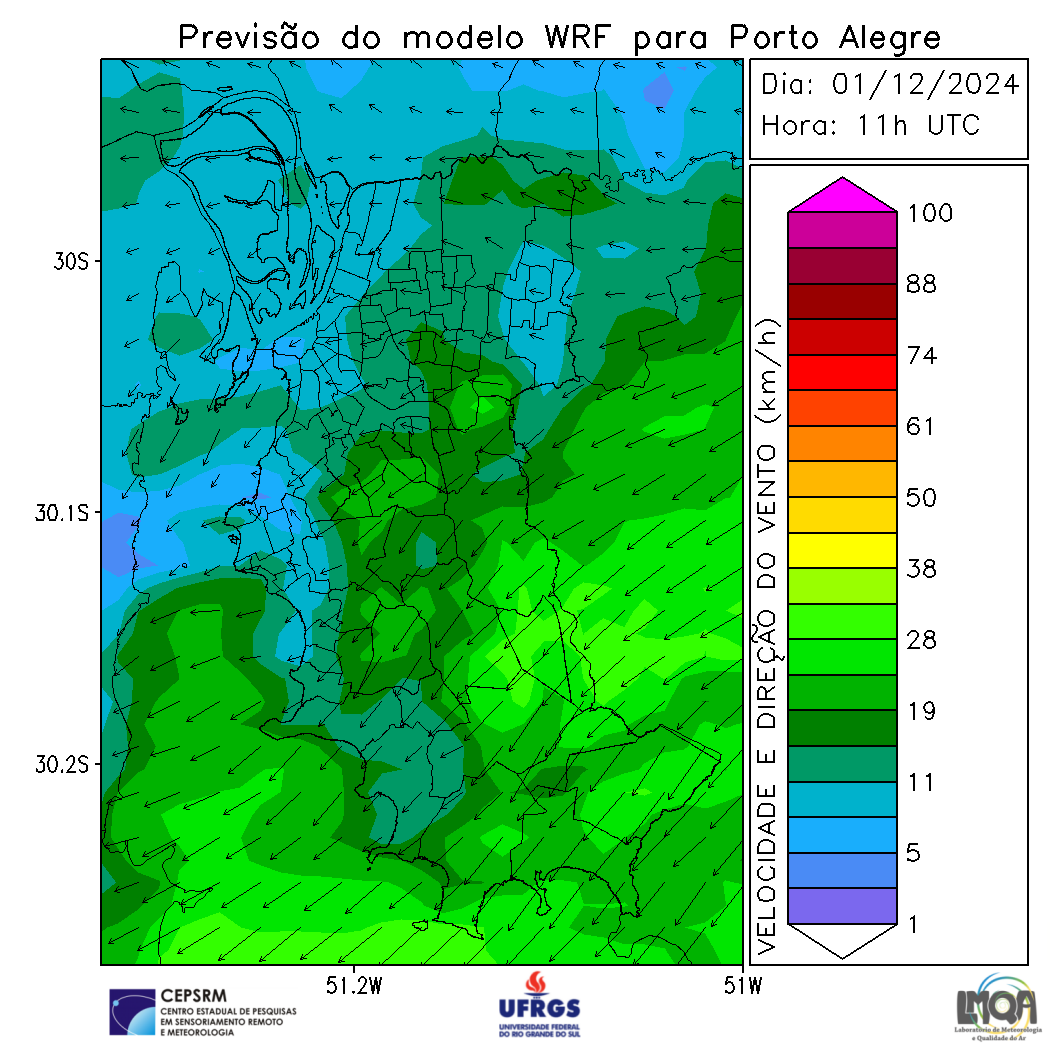 Previsão do modelo WRF para Porto Alegre
Dia: 01/12/2024
Hora: 11h UTC
30S
30.1S
30.2S
51.2W
51W
VELOCIDADE E DIREÇÃO DO VENTO (km/h)
100
88
74
61
50
38
28
19
11
5
1
CEPSRM
CENTRO ESTADUAL DE PESQUISAS
EM SENSORIAMENTO REMOTO
E METEOROLOGIA
UFRGS
UNIVERSIDADE FEDERAL
DO RIO GRANDE DO SUL
LMQA
Laboratório de Meteorologia
e Qualidade do Ar